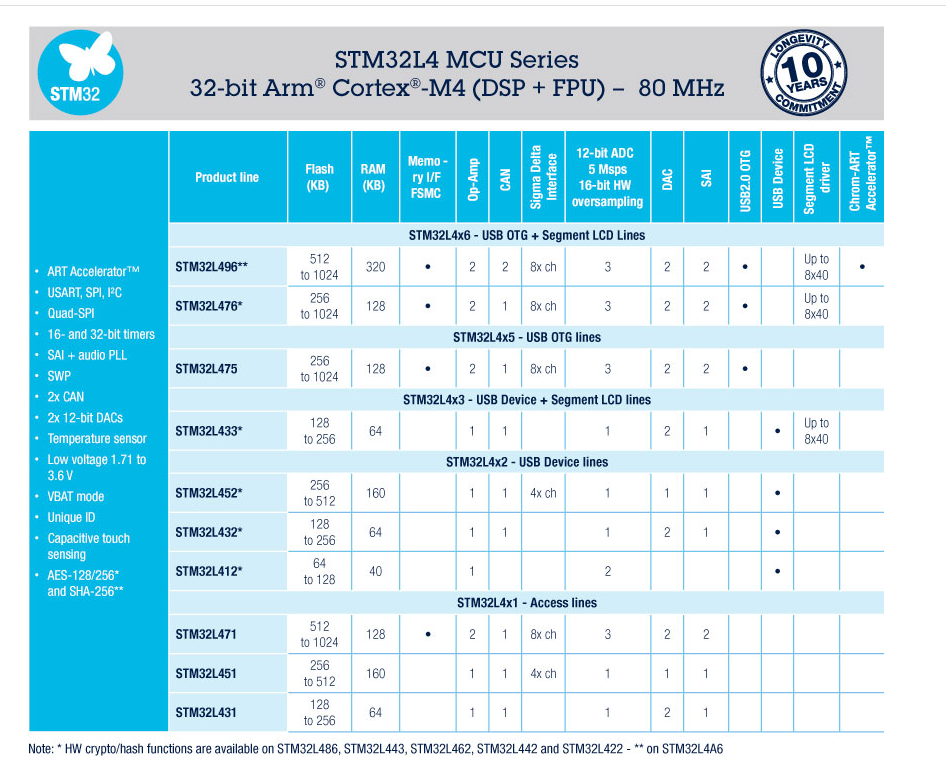 STM32
STM32L4 MCU Series
32-bit Arm® Cortex®-M4 (DSP + FPU) – 80 MHz
LONGEVITY
10
YEARS
COMMITMENT
• ART Accelerator™
• USART, SPI, I²C
• Quad-SPI
• 16- and 32-bit timers
• SAI + audio PLL
• SWP
• 2x CAN
• 2x 12-bit DACs
• Temperature sensor
• Low voltage 1.71 to
3.6 V
• VBAT mode
• Unique ID
• Capacitive touch
sensing
• AES-128/256*
and SHA-256**
Product line
Flash
(KB)
RAM
(KB)
Memo -
ry I/F
FSMC
Op-Amp
CAN
Sigma Delta
Interface
12-bit ADC
5 Msps
16-bit HW
oversampling
DAC
SAI
USB2.0 OTG
USB Device
Segment LCD
driver
Chrom-ART
Accelerator™
STM32L4x6 - USB OTG + Segment LCD Lines
STM32L496** 512 to 1024 320 • 2 2 8x ch 3 2 2 • Up to 8x40 •
STM32L476* 256 to 1024 128 • 2 1 8x ch 3 2 2 • Up to 8x40
STM32L4x5 - USB OTG lines
STM32L475 256 to 1024 128 • 2 1 8x ch 3 2 2 •
STM32L4x3 - USB Device + Segment LCD lines
STM32L433* 128 to 256 64 1 1 1 2 1 • Up to 8x40
STM32L4x2 - USB Device lines
STM32L452* 256 to 512 160 1 1 4x ch 1 1 1 •
STM32L432* 128 to 256 64 1 1 1 2 1 •
STM32L412* 64 to 128 40 1 2 •
STM32L4x1 - Access lines
STM32L471 512 to 1024 128 • 2 1 8x ch 3 2 2
STM32L451 256 to 512 160 1 1 4x ch 1 1 1
STM32L431 128 to 256 64 1 1 1 2 1
Note: * HW crypto/hash functions are available on STM32L486, STM32L443, STM32L462, STM32L442 and STM32L422 - ** on STM32L4A6